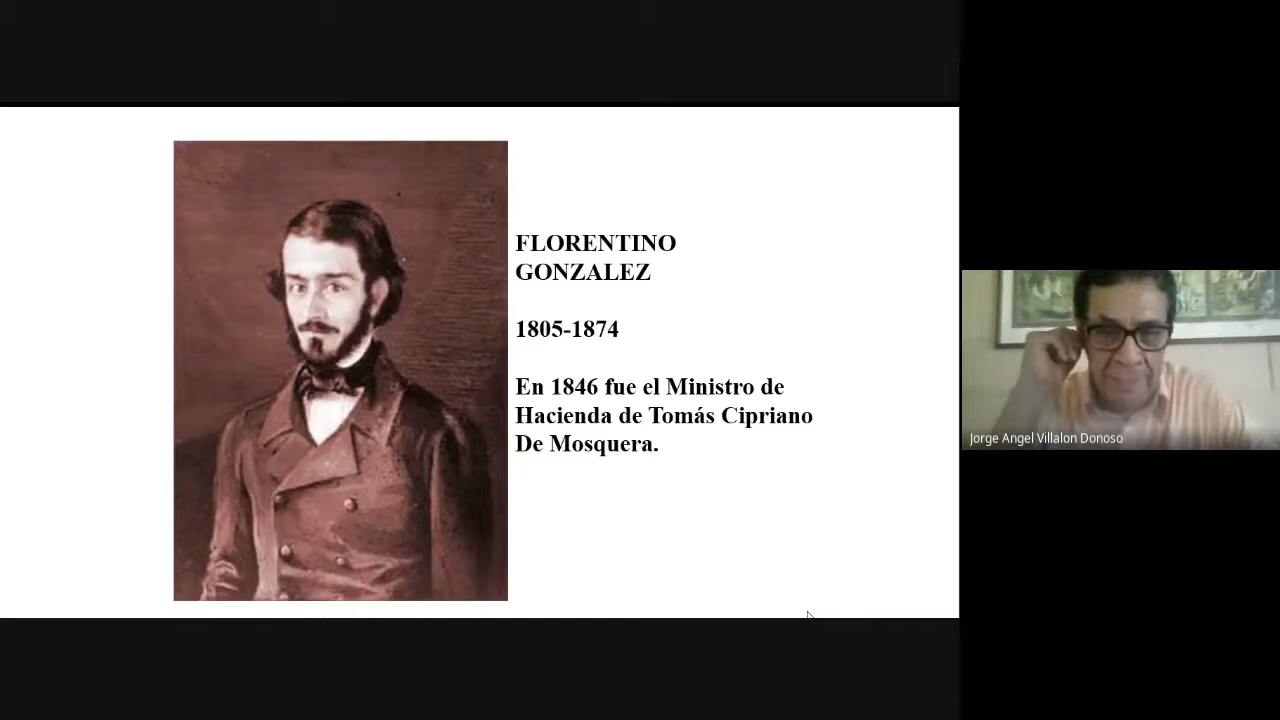 FLORENTINO
GONZALEZ
1805-1874
En 1846 fue el Ministro de
Hacienda de Tomás Cipriano
De Mosquera.
Jorge Angel Villalon Donoso